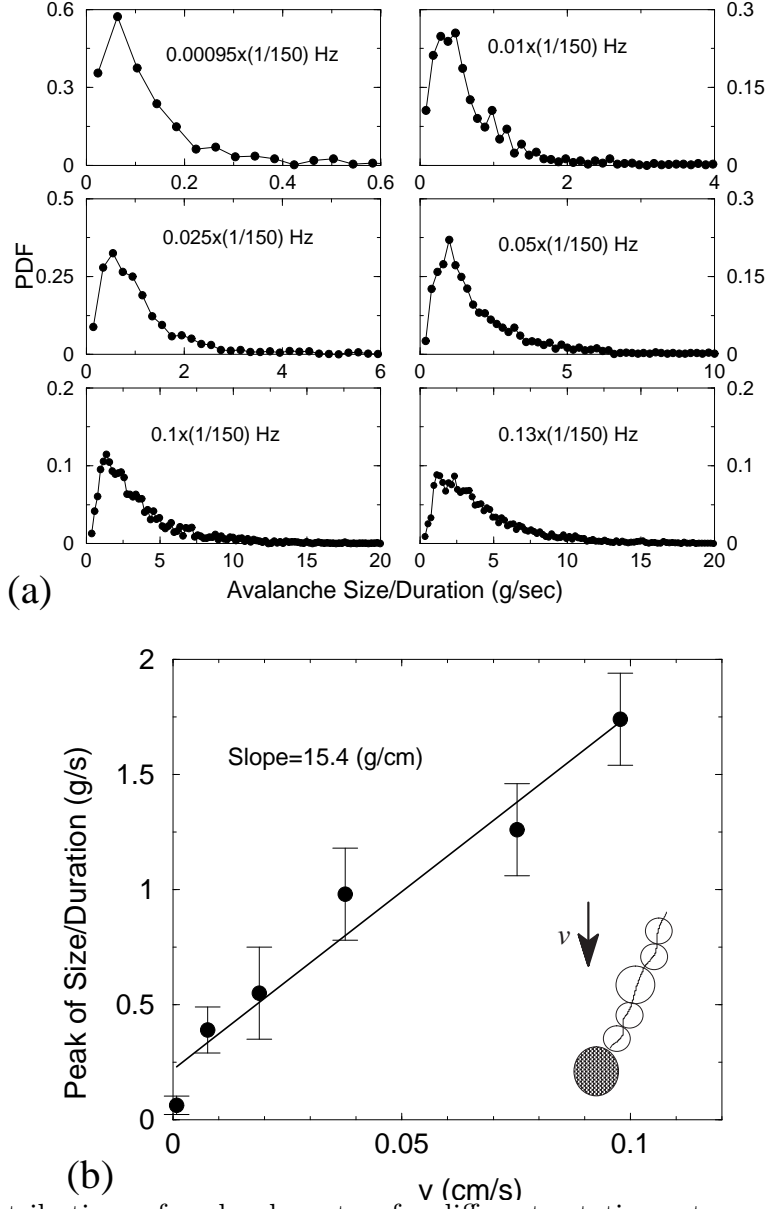 0.6
0.3
0
0.00095x(1/150) Hz
0 0.2 0.4 0.6
0.3
0.15
0
0.01x(1/150) Hz
0 2 4
PDF
0.5
0.25
0
0.025x(1/150) Hz
0 2 4 6
0.3
0.15
0
0.05x(1/150) Hz
0 5 10
0.2
0.1
0
0.1x(1/150) Hz
0 5 10 15 20
0.2
0.1
0
0.13x(1/150) Hz
0 5 10 15 20
(a)
Avalanche Size/Duration (g/sec)
Peak of Size/Duration (g/s)
2
1.5
1
0.5
0
Slope=15.4 (g/cm)
v
0 0.05 0.1
(b)
v (cm/s)